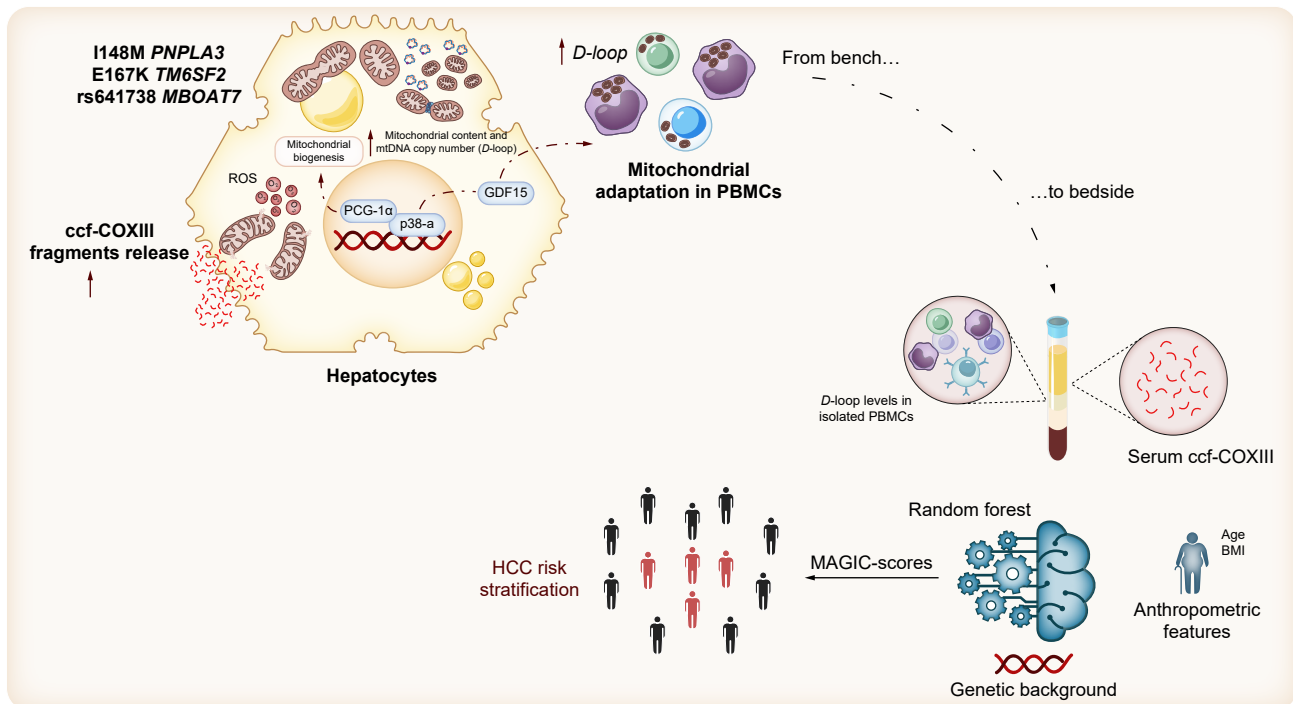 I148M PNPLA3
E167K TM6SF2
rs641738 MBOAT7
Mitochondrial
biogenesis
Mitochondrial content and
mtDNA copy number (D-loop)
ROS
PCG-1α
p38-a
GDF15
ccf-COXIII
fragments release
Hepatocytes
D-loop
Mitochondrial
adaptation in PBMCs
From bench…
…to bedside
D-loop levels in
isolated PBMCs
Serum ccf-COXIII
Random forest
Age
BMI
Anthropometric
features
Genetic background
MAGIC-scores
HCC risk
stratification